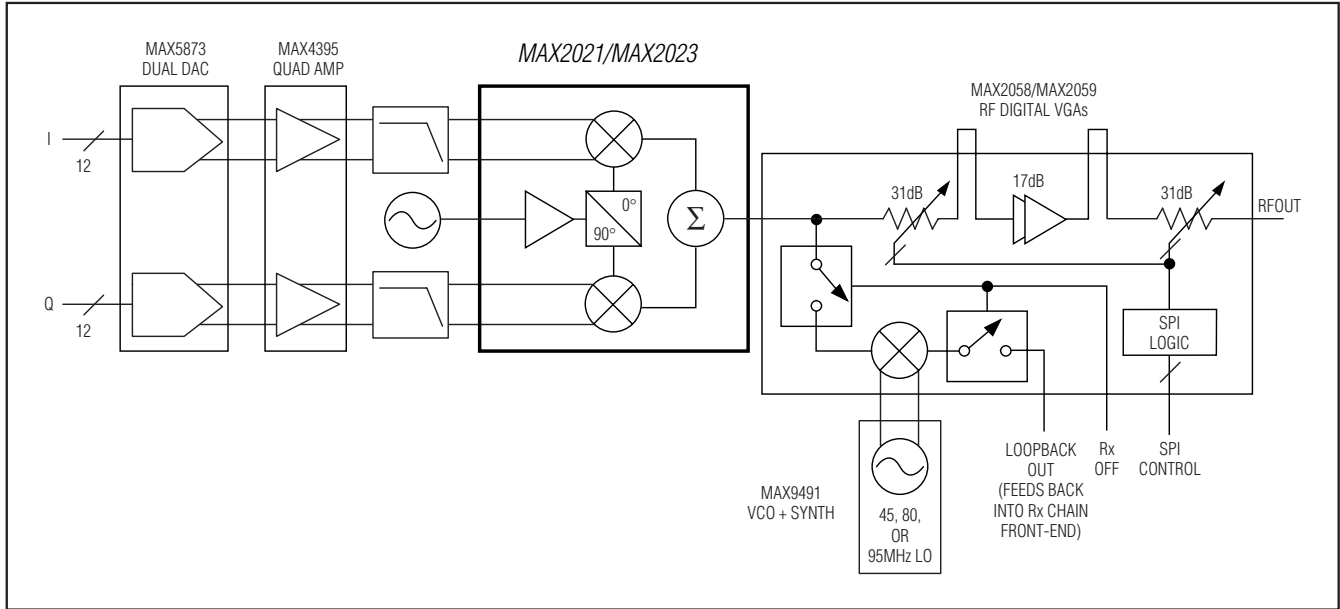 MAX5873
DUAL DAC
MAX4395
QUAD AMP
MAX2021/MAX2023
MAX2058/MAX2059
RF DIGITAL VGAs
I
12
31dB
17dB
31dB
RFOUT
0°
90°
Σ
Q
12
SPI
LOGIC
LOOPBACK
OUT
(FEEDS BACK
INTO Rx CHAIN
FRONT-END)
Rx
OFF
SPI
CONTROL
MAX9491
VCO + SYNTH
45, 80,
OR
95MHz LO